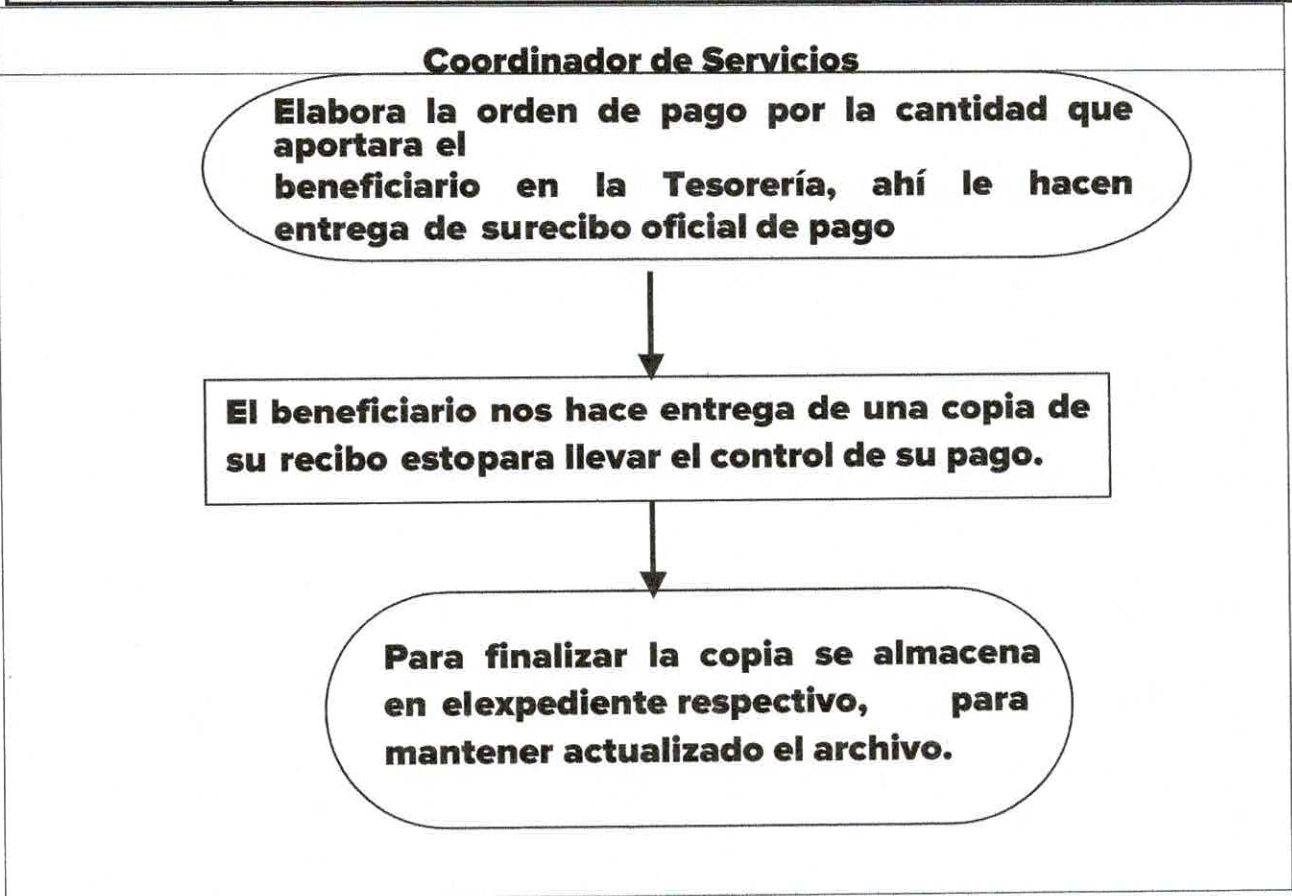 Coordinador de Servicios
Elabora la orden de pago por la cantidad que
aportara el
beneficiario en la Tesorería, ahí le hacen
entrega de surecibo oficial de pago
El beneficiario nos hace entrega de una copia de
su recibo estopara llevar el control de su pago.
Para finalizar la copia se almacena
en elexpediente respectivo, para
mantener actualizado el archivo.